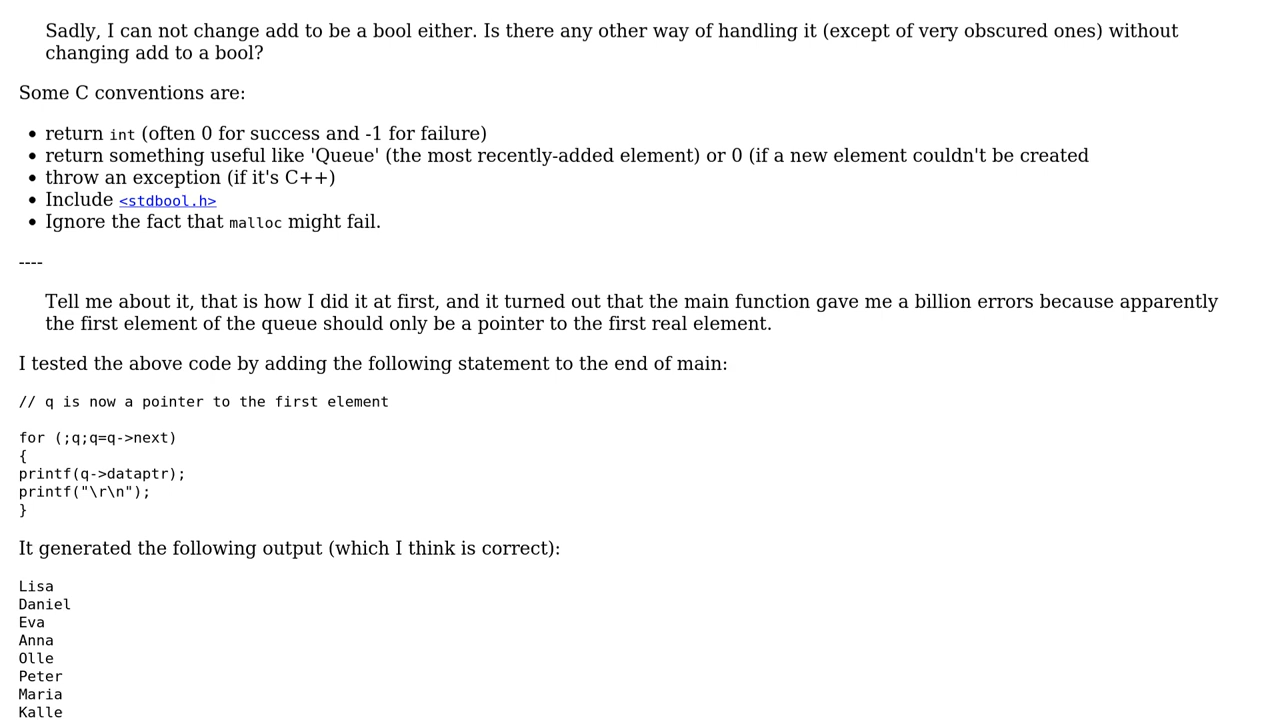 Sadly, I can not change add to be a bool either. Is there any other way of handling it (except of very obscured ones) without
changing add to a bool?
Some C conventions are:
• return int (often 0 for success and -1 for failure)
• return something useful like 'Queue' (the most recently-added element) or 0 (if a new element couldn't be created
• throw an exception (if it's C++)
• Include <stdbool.h>
• Ignore the fact that malloc might fail.
----
Tell me about it, that is how I did it at first, and it turned out that the main function gave me a billion errors because apparently
the first element of the queue should only be a pointer to the first real element.
I tested the above code by adding the following statement to the end of main:
// q is now a pointer to the first element
for (;q;q=q->next)
{
printf(q->dataptr);
printf("\r\n");
}
It generated the following output (which I think is correct):
Lisa
Daniel
Eva
Anna
Olle
Peter
Maria
Kalle